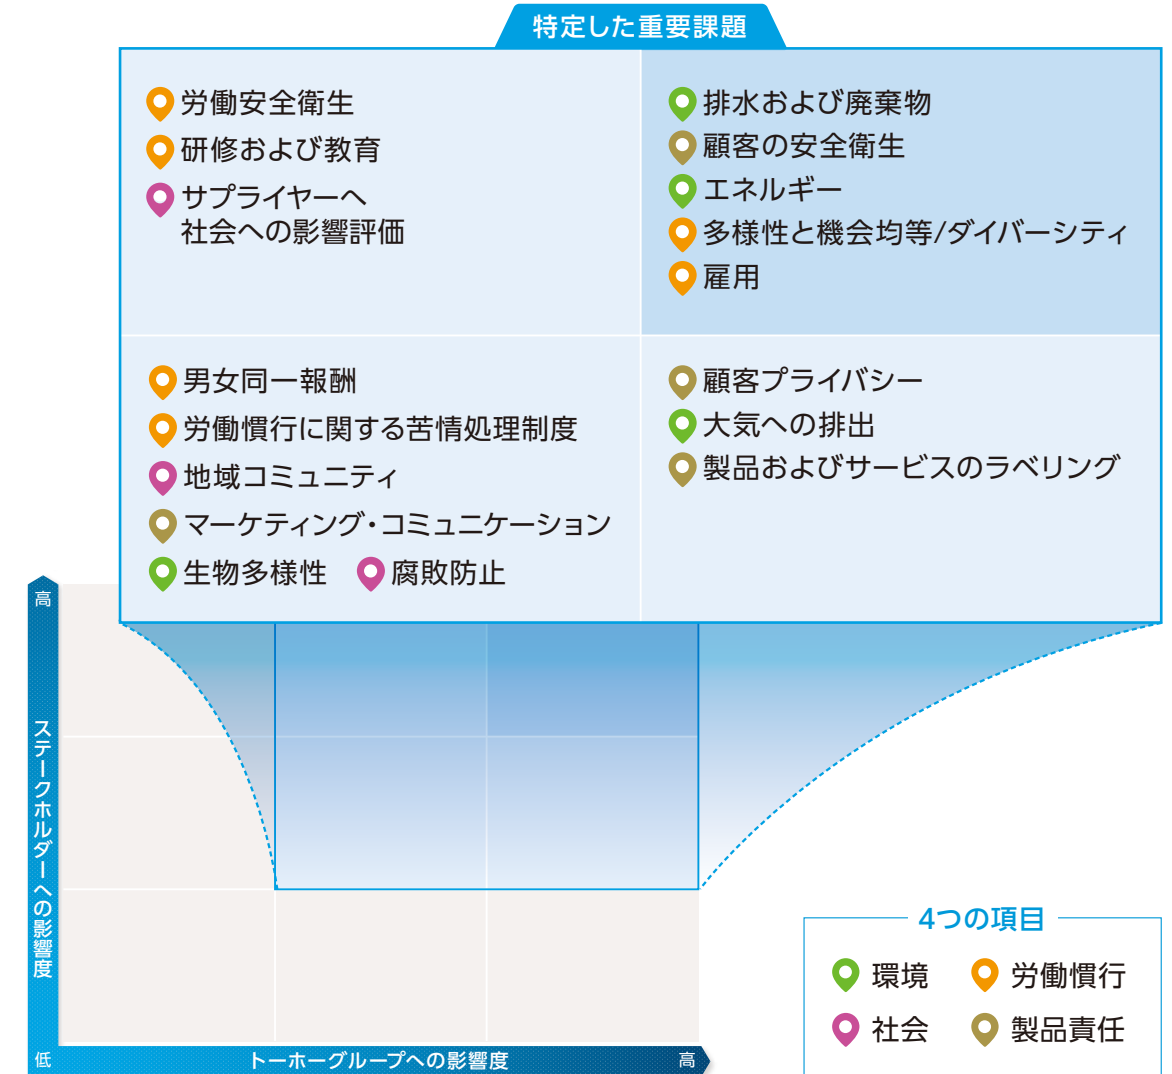 特定した重要課題
労働安全衛生
研修および教育
サプライヤーへ
社会への影響評価
排水および廃棄物
顧客の安全衛生
エネルギー
多様性と機会均等/ダイバーシティ
雇用
男女同一報酬
労働慣行に関する苦情処理制度
地域コミュニティ
マーケティング・コミュニケーション
生物多様性 腐敗防止
顧客プライバシー
大気への排出
製品およびサービスのラベリング
高
ステークホルダーへの影響度
低
トーホーグループへの影響度
高
4つの項目
環境 労働慣行
社会 製品責任